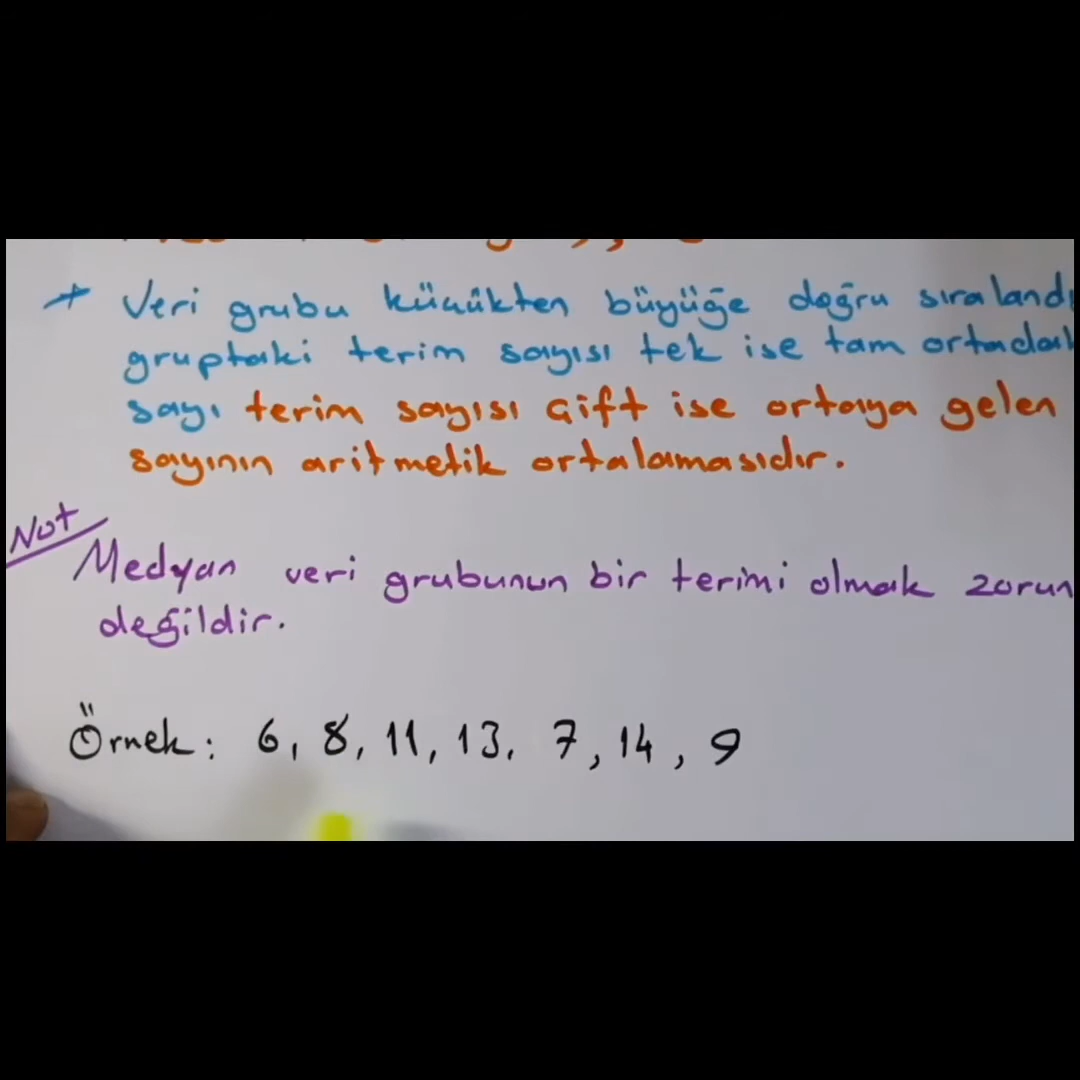 * Veri grubu küçükten büyüğe doğru sıralandı
gruptaki terim sayısı tek ise tam ortadak
sayı terim sayısı çift ise ortaya gelen
sayının aritmetik ortalamasıdır.
Not
Medyan veri grubunun bir terimi olmak zorun
değildir.
Örnek: 6, 8, 11, 13, 7, 14, 9